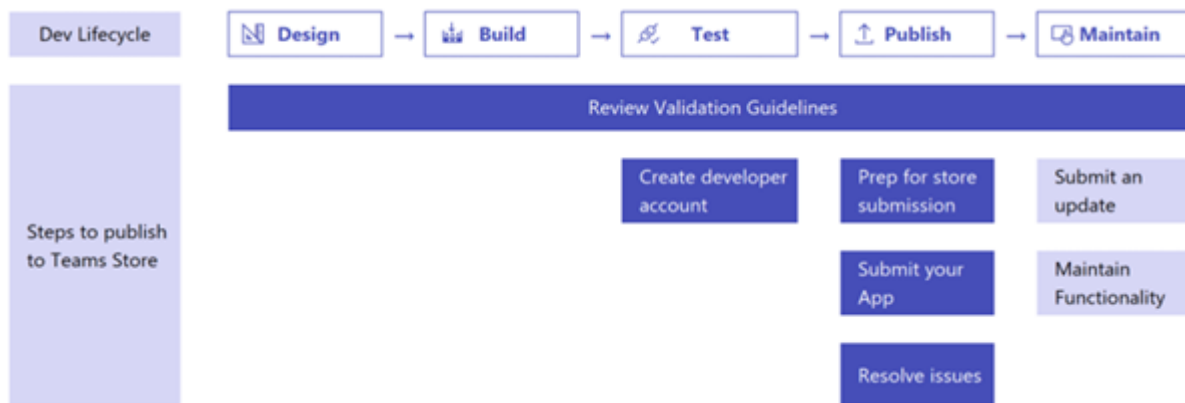 Dev Lifecycle
Design
→
Build
→
Test
→
Publish
→
Maintain
Review Validation Guidelines
Steps to publish
to Teams Store
Create developer
account
Prep for store
submission
Submit an
update
Submit your
App
Maintain
Functionality
Resolve issues